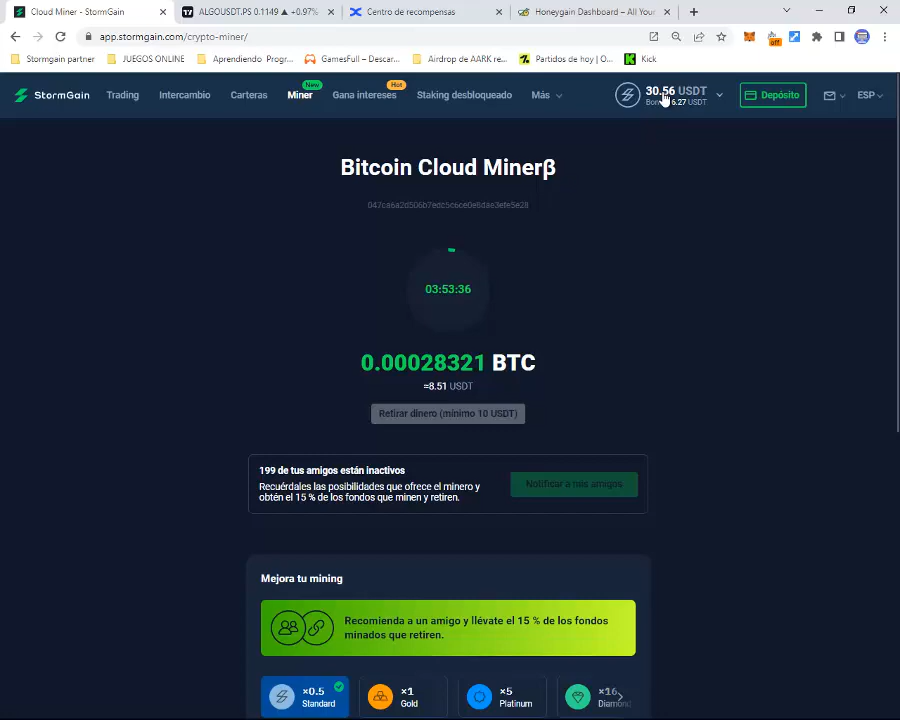 Cloud Miner - StormGain
ALGOUSDT.PS 0.1149 ▲ +0.97%
Centro de recompensas
Honeygain Dashboard – All Your
app.stormgain.com/crypto-miner/
Stormgain partner
JUEGOS ONLINE
Aprendiendo Progr...
GamesFull – Descar...
Airdrop de AARK re...
Partidos de hoy | O...
Kick
off
StormGain
Trading
Intercambio
Carteras
Miner
New
Gana intereses
Hot
Staking desbloqueado
Más
30.56 USDT
6.27 USDT
Depósito
ESP
Bitcoin Cloud Minerβ
03:53:36
0.00028321 BTC
≈8.51 USDT
Retirar dinero (mínimo 10 USDT)
199 de tus amigos están inactivos
Recuérdales las posibilidades que ofrece el minero y
obtén el 15 % de los fondos que minen y retiren.
Notificar a mis amigos
Mejora tu mining
Recomienda a un amigo y llévate el 15 % de los fondos
minados que retiren.
×0.5
Standard
×1
Gold
×5
Platinum
×16
Diamond